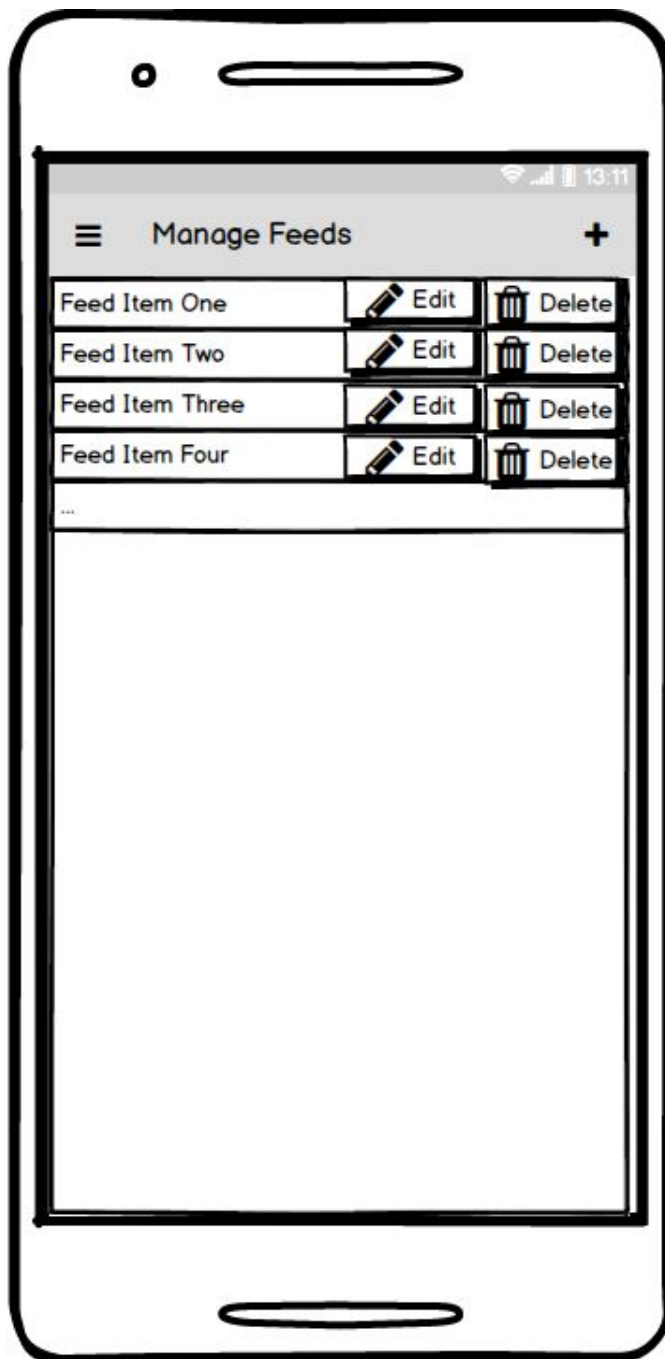 13:11
Manage Feeds
Feed Item One Edit Delete
Feed Item Two Edit Delete
Feed Item Three Edit Delete
Feed Item Four Edit Delete
...